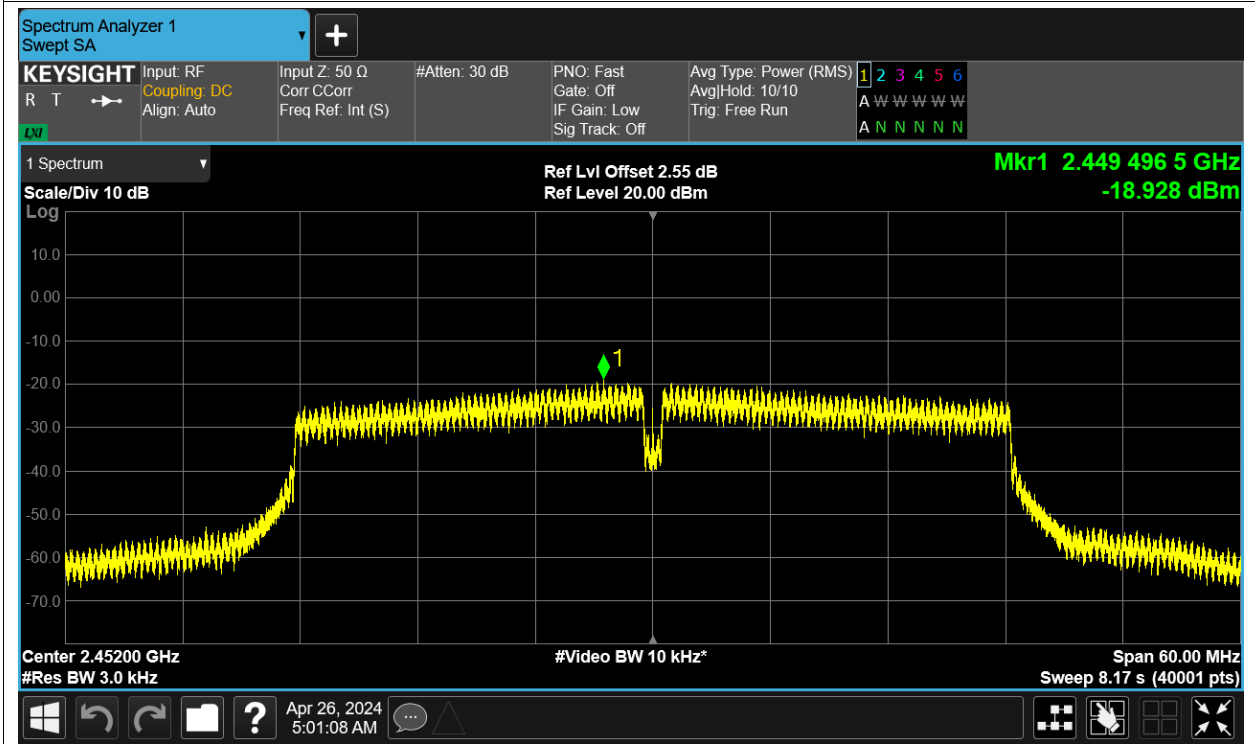 Spectrum Analyzer 1
Swept SA
+
KEYSIGHT
R T
LXI
Input: RF
Coupling: DC
Align: Auto
Input Z: 50 Ω
Corr CCorr
Freq Ref: Int (S)
#Atten: 30 dB
PNO: Fast
Gate: Off
IF Gain: Low
Sig Track: Off
Avg Type: Power (RMS)
Avg|Hold: 10/10
Trig: Free Run
1 2 3 4 5 6
A W W W W W
A N N N N N
1 Spectrum
Scale/Div 10 dB
Ref Lvl Offset 2.55 dB
Ref Level 20.00 dBm
Mkr1 2.449 496 5 GHz
-18.928 dBm
Log
10.0
0.00
-10.0
-20.0
-30.0
-40.0
-50.0
-60.0
-70.0
1
Center 2.45200 GHz
#Res BW 3.0 kHz
#Video BW 10 kHz*
Span 60.00 MHz
Sweep 8.17 s (40001 pts)
?
Apr 26, 2024
5:01:08 AM